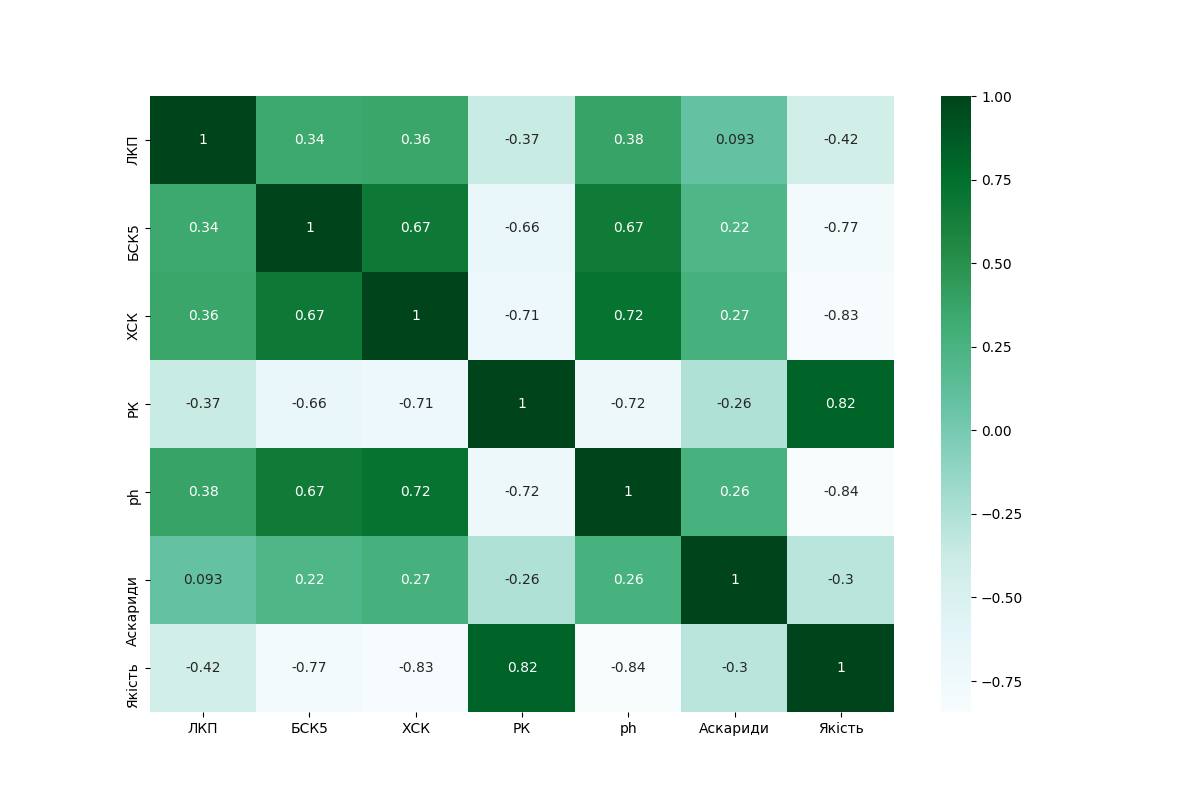 ЛКП 1 0.34 0.36 -0.37 0.38 0.093 -0.42
БСК5 0.34 1 0.67 -0.66 0.67 0.22 -0.77
ХСК 0.36 0.67 1 -0.71 0.72 0.27 -0.83
РК -0.37 -0.66 -0.71 1 -0.72 -0.26 0.82
ph 0.38 0.67 0.72 -0.72 1 0.26 -0.84
Аскариди 0.093 0.22 0.27 -0.26 0.26 1 -0.3
Якість -0.42 -0.77 -0.83 0.82 -0.84 -0.3 1
ЛКП БСК5 ХСК РК ph Аскариди Якість
1.00
0.75
0.50
0.25
0.00
−0.25
−0.50
−0.75